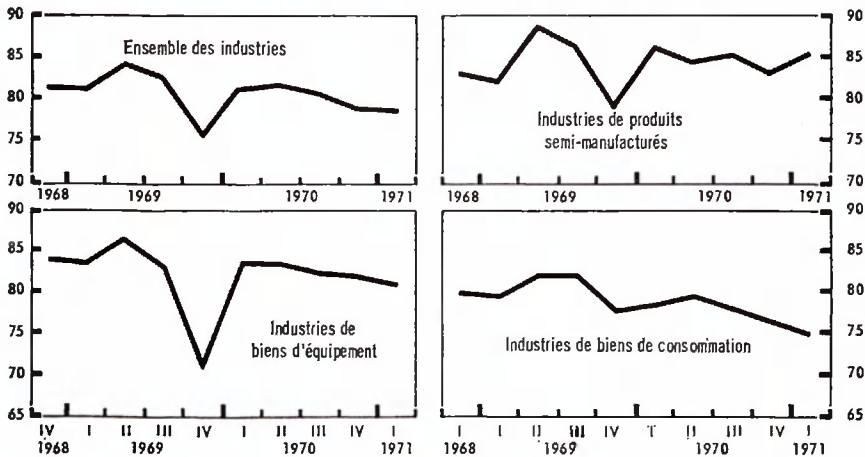 90 90
85 85
80 80
75 75
70 70
Ensemble des industries
1968 1969 1970 1971
Industries de produits
semi-manufacturés
1968 1969 1970 1971
90 90
85 85
80 80
75 75
70 70
65 65
Industries de
biens d'équipement
IV I II III IV I II III IV I
1968 1969 1970 1971
Industries de biens de consommation
I I II III IV T II III IV I
1968 1969 1970 1971